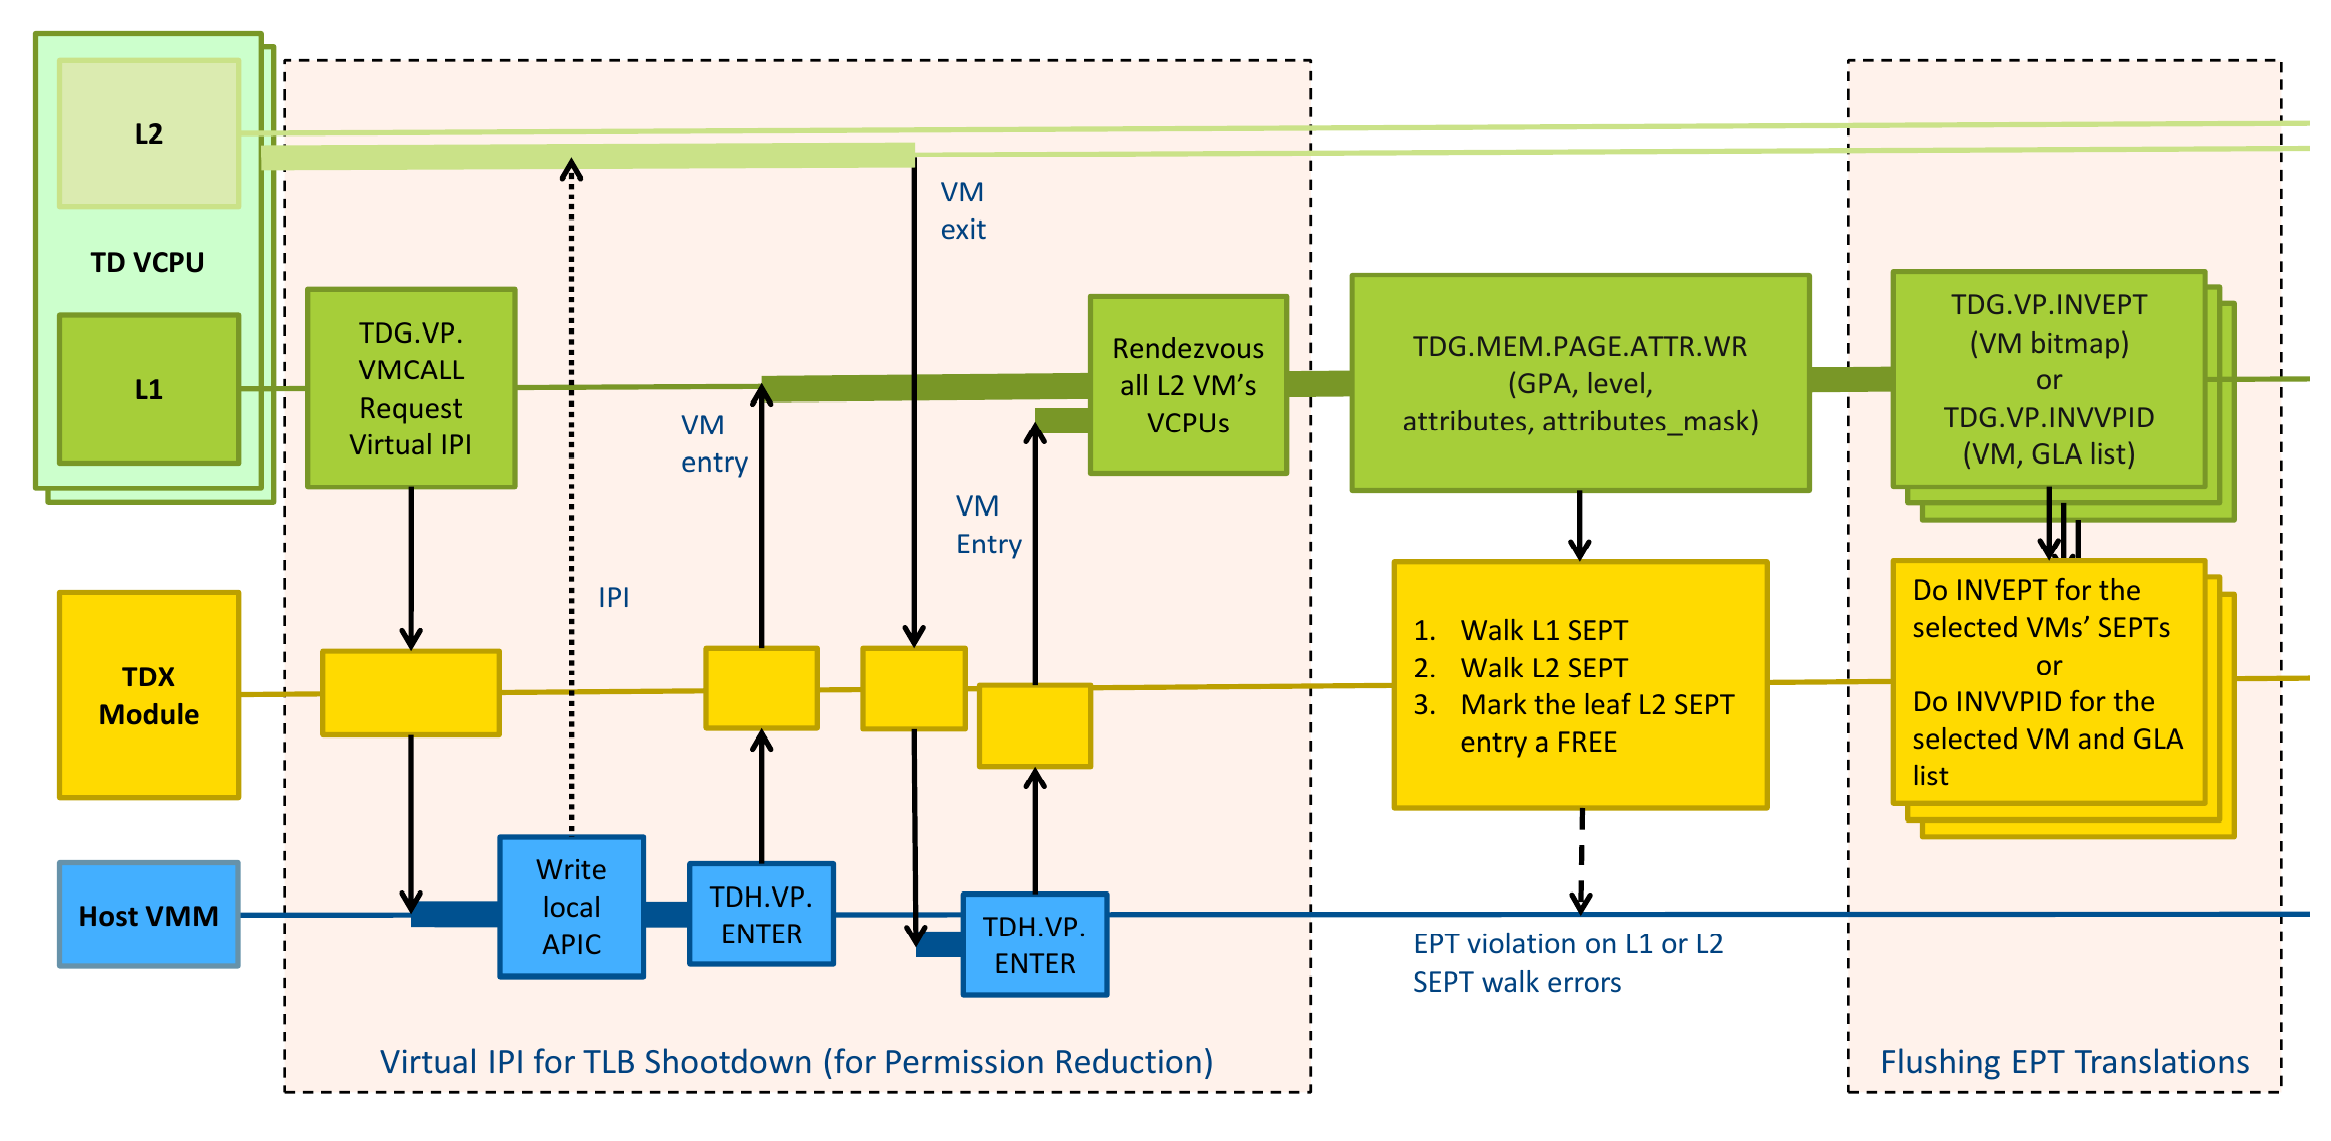 L2
TD VCPU
L1
TDX
Module
Host VMM
TDG.VP.
VMCALL
Request
Virtual IPI
IPI
Write
local
APIC
VM
entry
TDH.VP.
ENTER
VM
exit
VM
Entry
TDH.VP.
ENTER
Rendezvous
all L2 VM’s
VCPUs
Virtual IPI for TLB Shootdown (for Permission Reduction)
TDG.MEM.PAGE.ATTR.WR
(GPA, level,
attributes, attributes_mask)
1. Walk L1 SEPT
2. Walk L2 SEPT
3. Mark the leaf L2 SEPT
entry a FREE
EPT violation on L1 or L2
SEPT walk errors
TDG.VP.INVEPT
(VM bitmap)
or
TDG.VP.INVVPID
(VM, GLA list)
Do INVEPT for the
selected VMs’ SEPTs
or
Do INVVPID for the
selected VM and GLA
list
Flushing EPT Translations